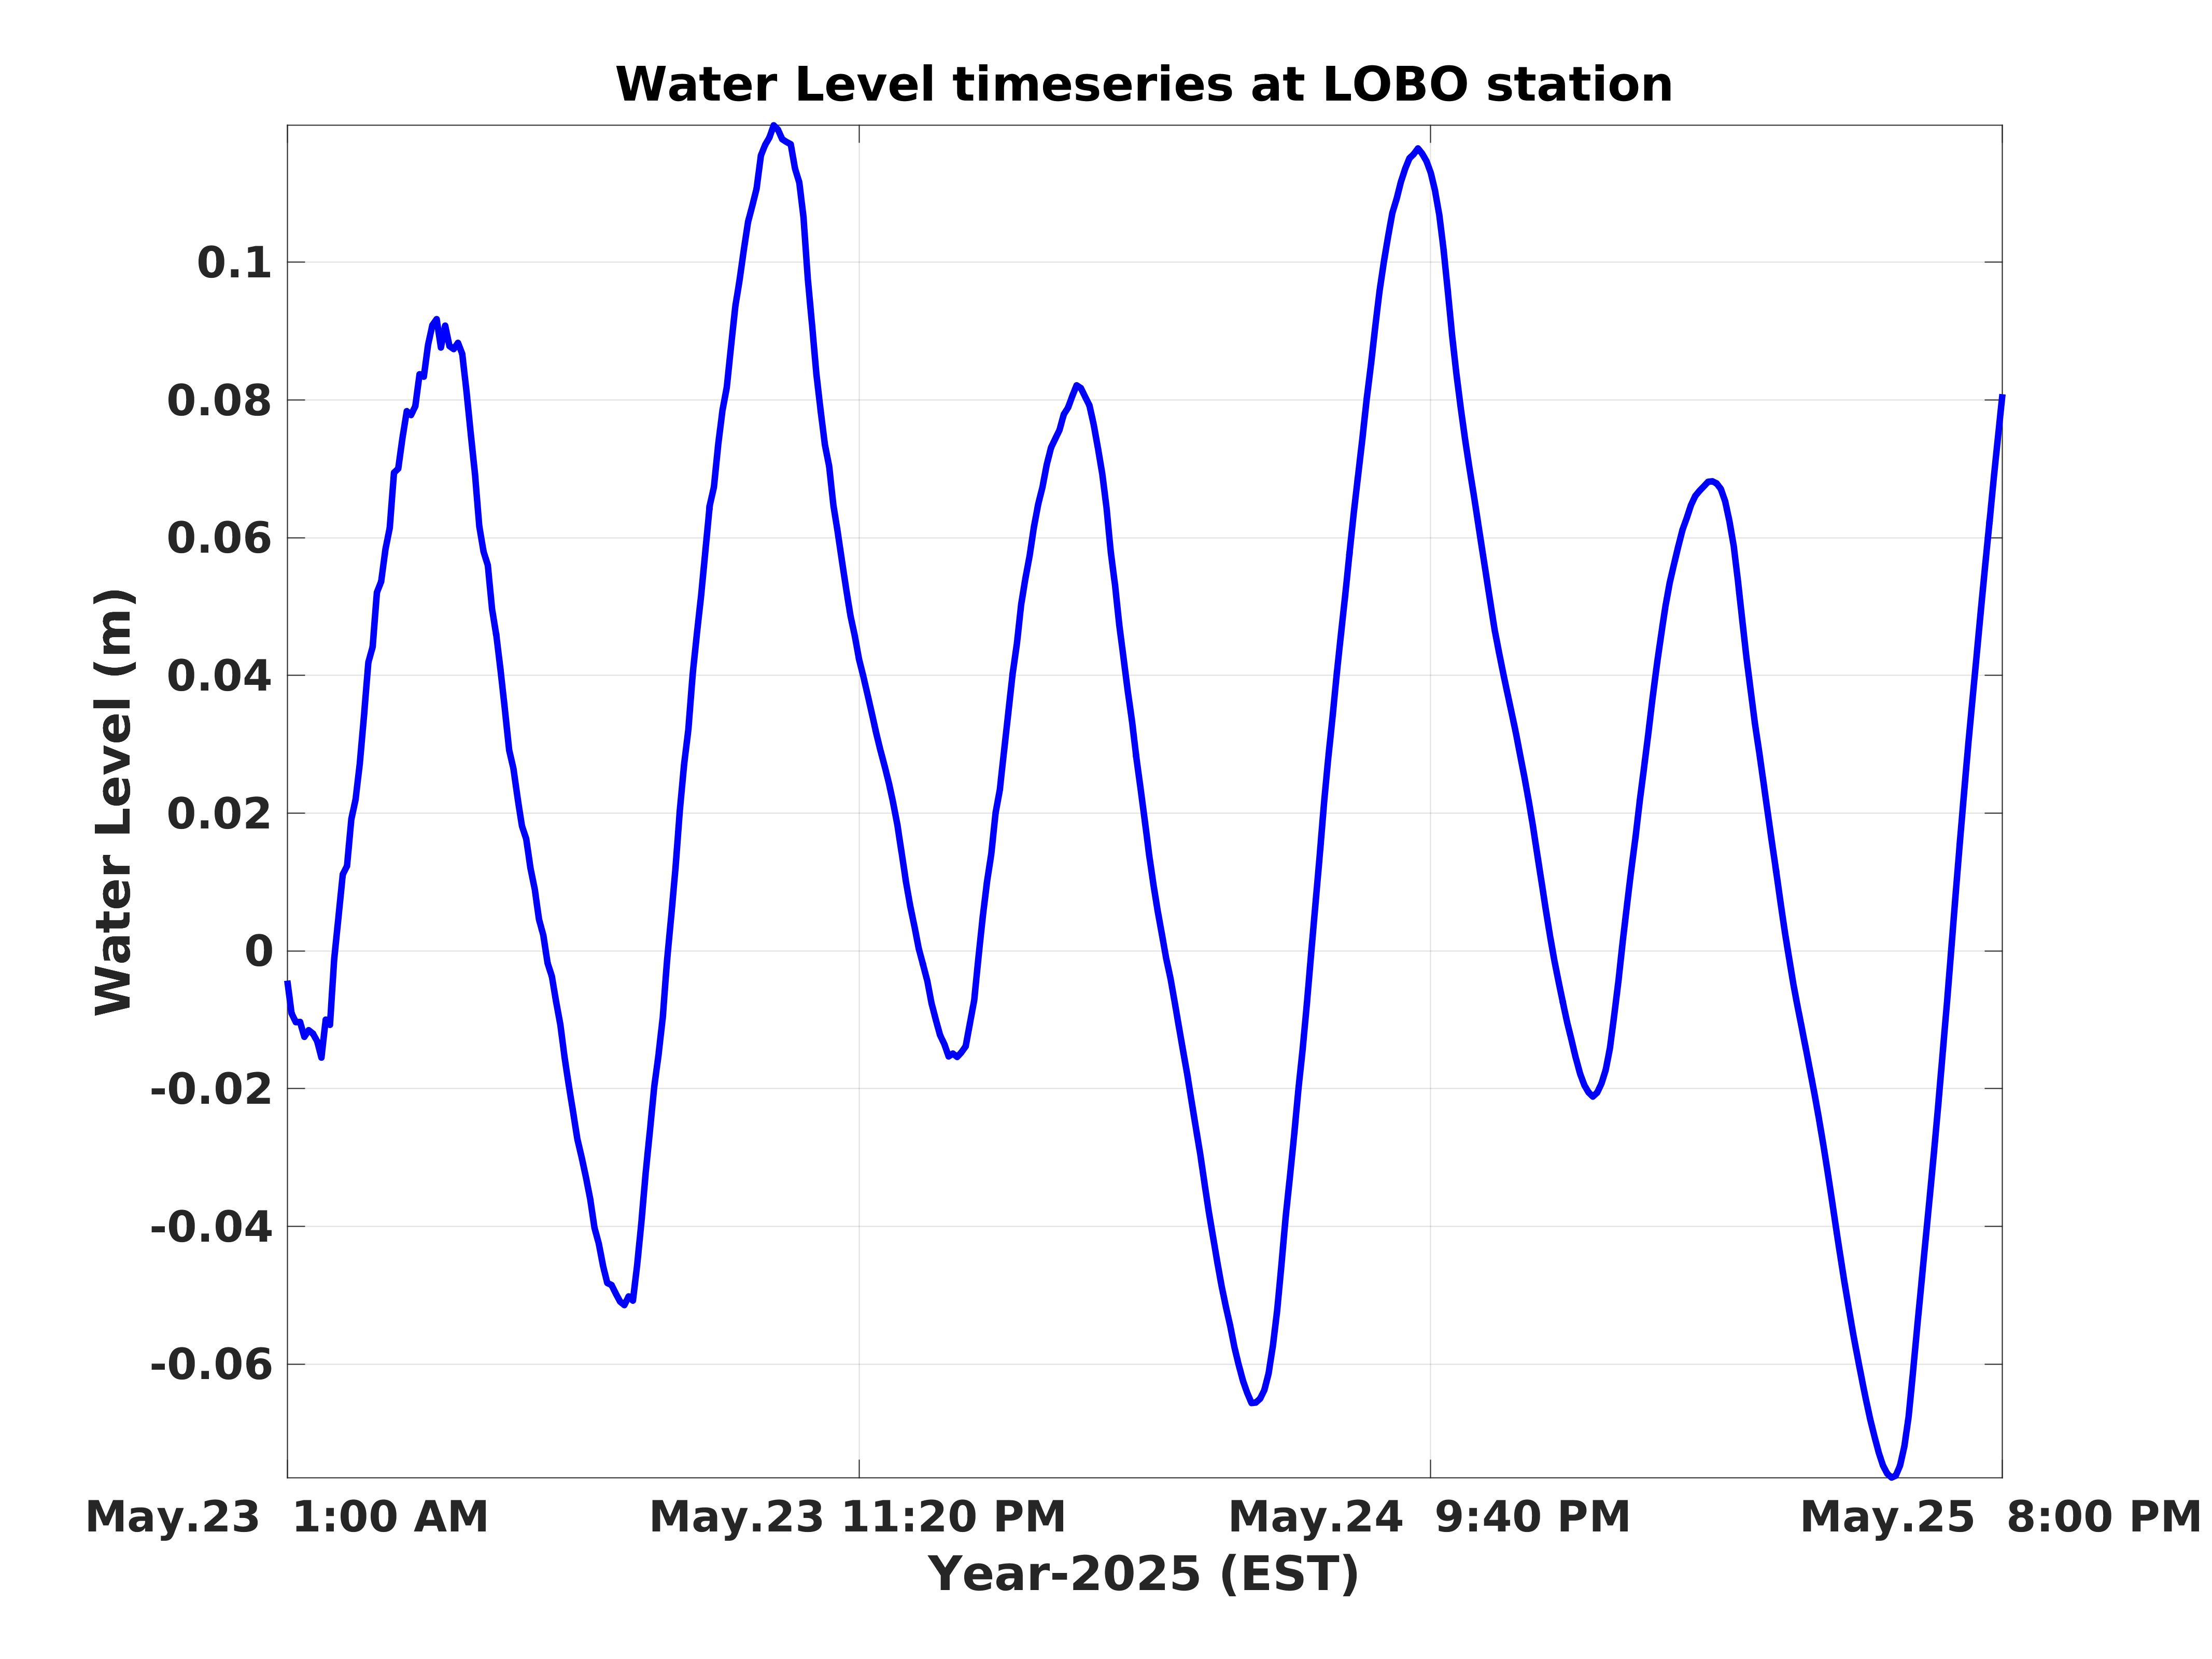 Water Level timeseries at LOBO station
Water Level (m)
0.1
0.08
0.06
0.04
0.02
0
-0.02
-0.04
-0.06
May.23  1:00 AM
May.23 11:20 PM
May.24  9:40 PM
May.25  8:00 PM
Year-2025 (EST)